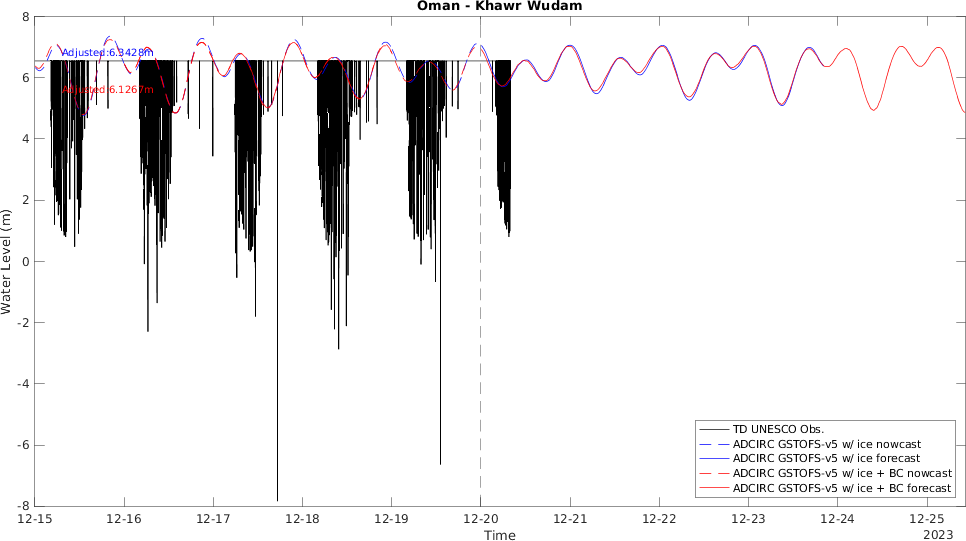 Oman - Khawr Wudam
8
6
4
2
0
-2
-4
-6
-8
Water Level (m)
Adjusted:6.3428m
Adjusted:6.1267m
TD UNESCO Obs.
ADCIRC GSTOFS-v5 w/ ice nowcast
ADCIRC GSTOFS-v5 w/ ice forecast
ADCIRC GSTOFS-v5 w/ ice + BC nowcast
ADCIRC GSTOFS-v5 w/ ice + BC forecast
12-15 12-16 12-17 12-18 12-19 12-20 12-21 12-22 12-23 12-24 12-25
Time
2023